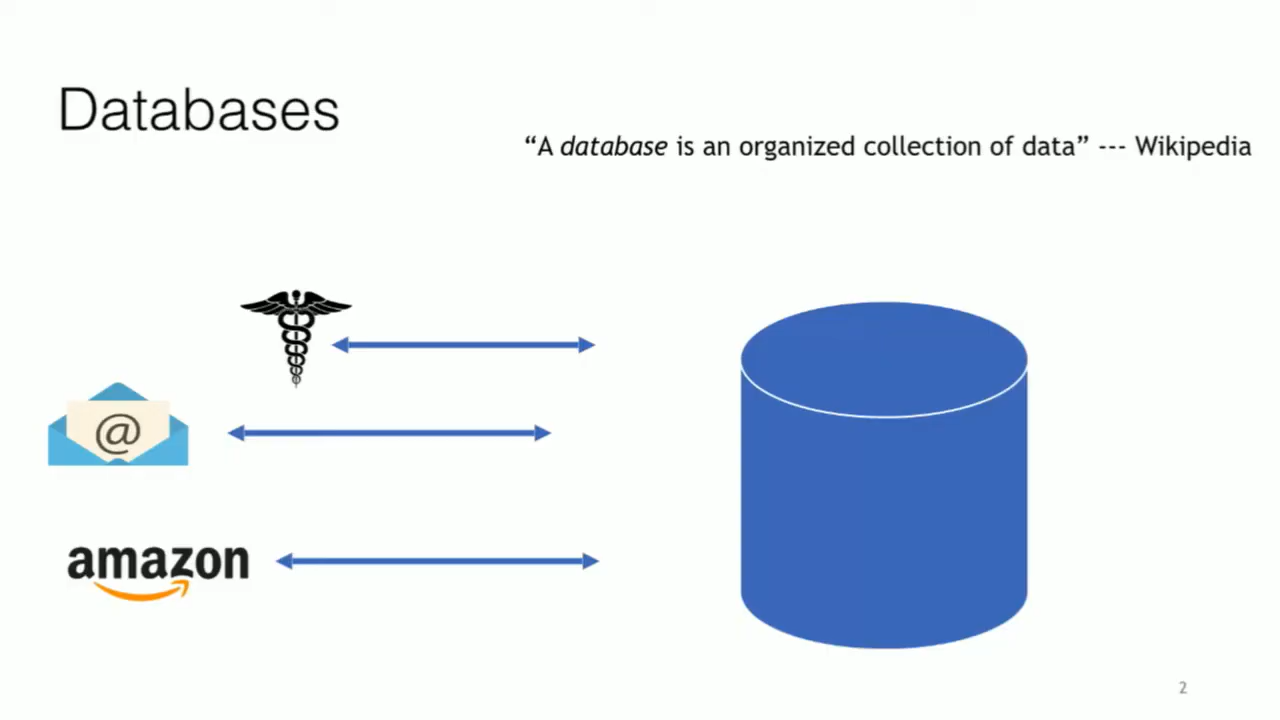 Databases
“A database is an organized collection of data” --- Wikipedia
@
amazon
2